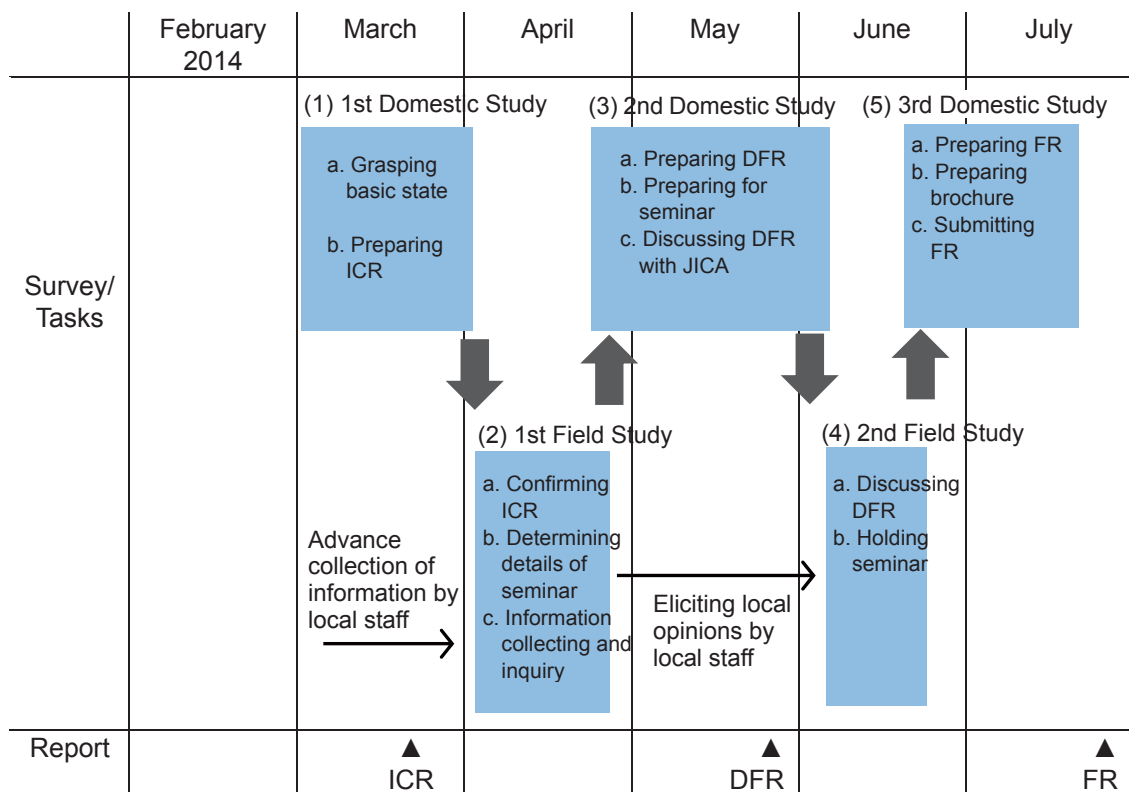 February
2014
March
April
May
June
July
Survey/
Tasks
(1) 1st Domestic Study
a. Grasping
basic state
b. Preparing
ICR
(3) 2nd Domestic Study
a. Preparing DFR
b. Preparing for
seminar
c. Discussing DFR
with JICA
(5) 3rd Domestic Study
a. Preparing FR
b. Preparing
brochure
c. Submitting
FR
(2) 1st Field Study
a. Confirming
ICR
b. Determining
details of
seminar
c. Information
collecting and
inquiry
(4) 2nd Field Study
a. Discussing
DFR
b. Holding
seminar
Advance
collection of
information by
local staff
Eliciting local
opinions by
local staff
Report
▲
ICR
▲
DFR
▲
FR